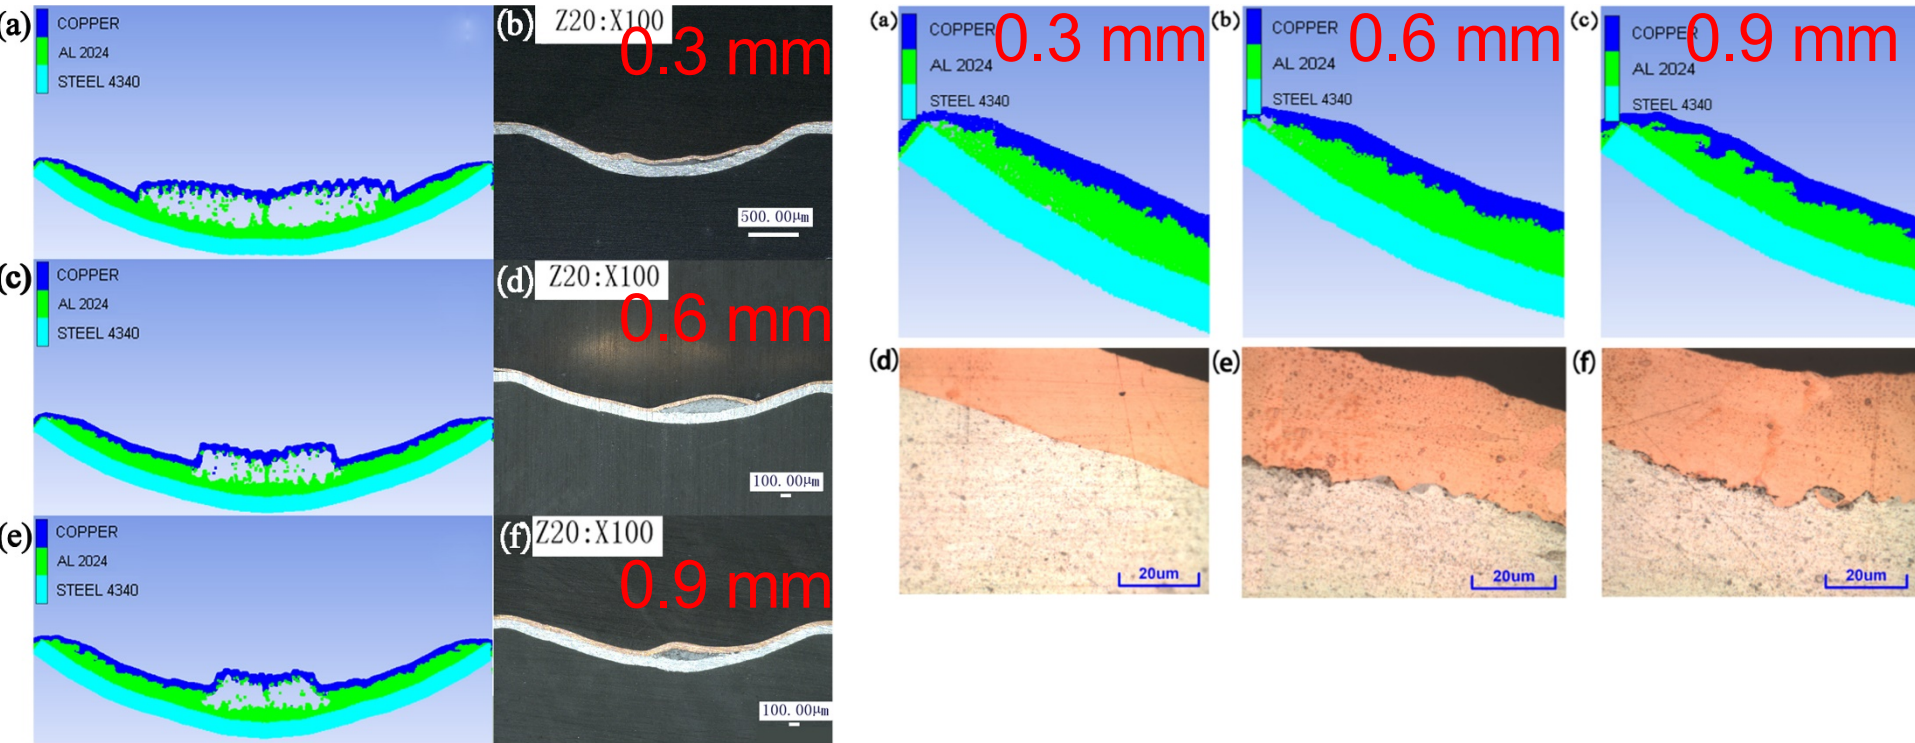 (a)
COPPER
AL 2024
STEEL 4340
(b)
Z20:X100
0.3 mm
500.00μm
(c)
COPPER
AL 2024
STEEL 4340
(d)
Z20:X100
0.6 mm
100.00μm
(e)
COPPER
AL 2024
STEEL 4340
(f)
Z20:X100
0.9 mm
100.00μm
(a)
COPPER
AL 2024
STEEL 4340
0.3 mm
(b)
COPPER
AL 2024
STEEL 4340
0.6 mm
(c)
COPPER
AL 2024
STEEL 4340
0.9 mm
(d)
20um
(e)
20um
(f)
20um